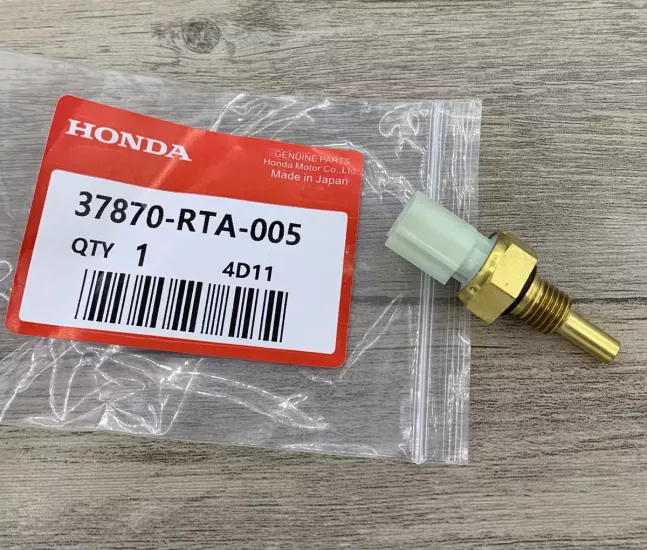 HONDA
GENUINE PARTS
Honda Motor Co.,Ltd.
Made in Japan
37870-RTA-005
QTY 1
4D11